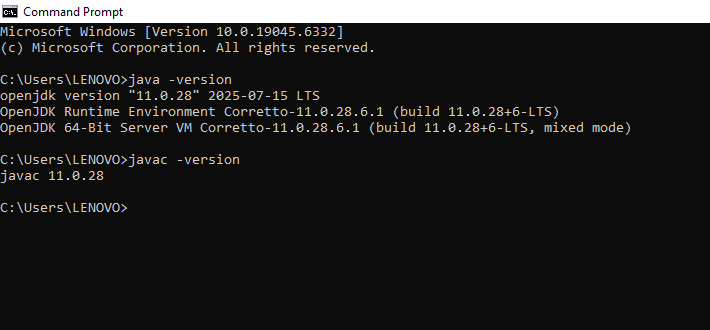 Command Prompt
Microsoft Windows [Version 10.0.19045.6332]
(c) Microsoft Corporation. All rights reserved.
C:\Users\LENOVO>java -version
openjdk version "11.0.28" 2025-07-15 LTS
OpenJDK Runtime Environment Corretto-11.0.28.6.1 (build 11.0.28+6-LTS)
OpenJDK 64-Bit Server VM Corretto-11.0.28.6.1 (build 11.0.28+6-LTS, mixed mode)
C:\Users\LENOVO>javac -version
javac 11.0.28
C:\Users\LENOVO>